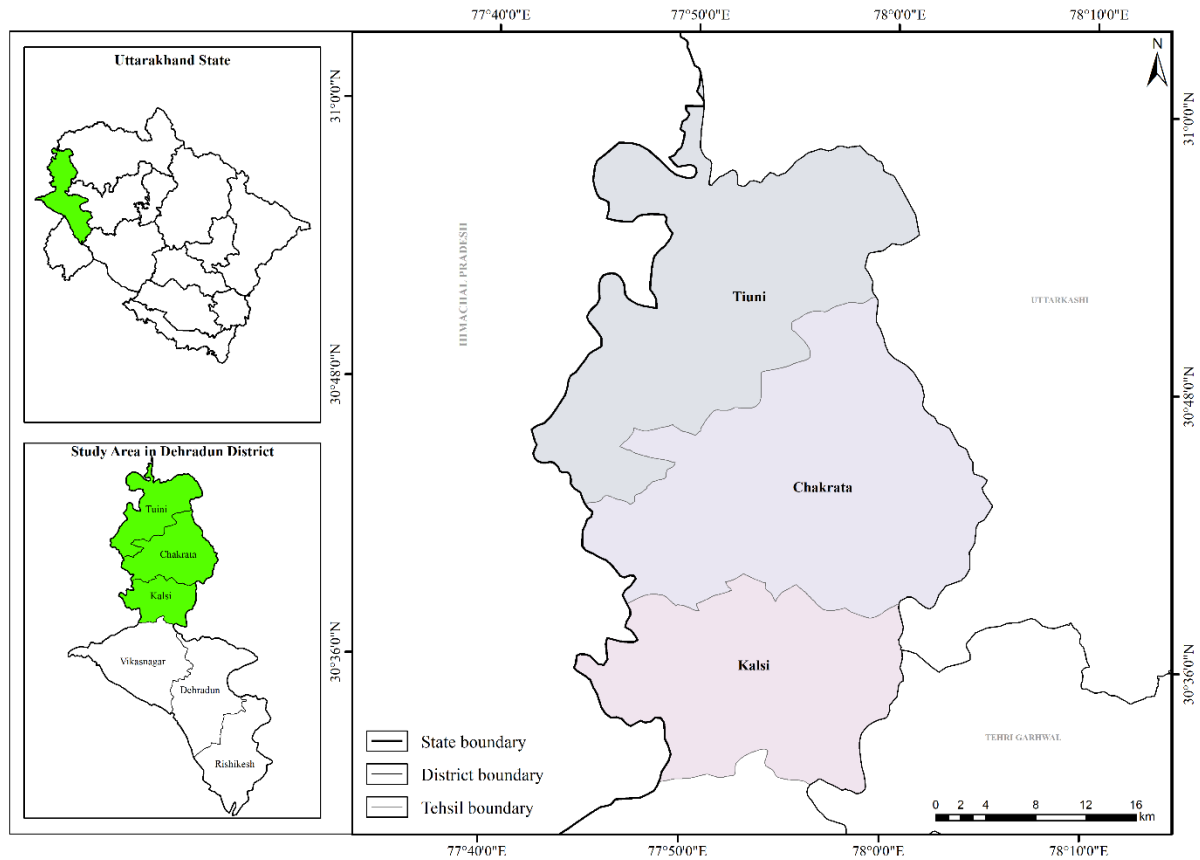 77°40'0"E
77°50'0"E
78°0'0"E
78°10'0"E
Uttarakhand State
Study Area in Dehradun District
Tuini
Chakrata
Kalsi
Vikasnagar
Dehradun
Rishikesh
31°0'0"N
30°48'0"N
30°36'0"N
HIMACHAL PRADESH
Tiuni
UTTARKASHI
Chakrata
Kalsi
TEHRI GARHWAL
State boundary
District boundary
Tehsil boundary
N
31°0'0"N
30°48'0"N
30°36'0"N
0 2 4 8 12 16
km
77°40'0"E
77°50'0"E
78°0'0"E
78°10'0"E